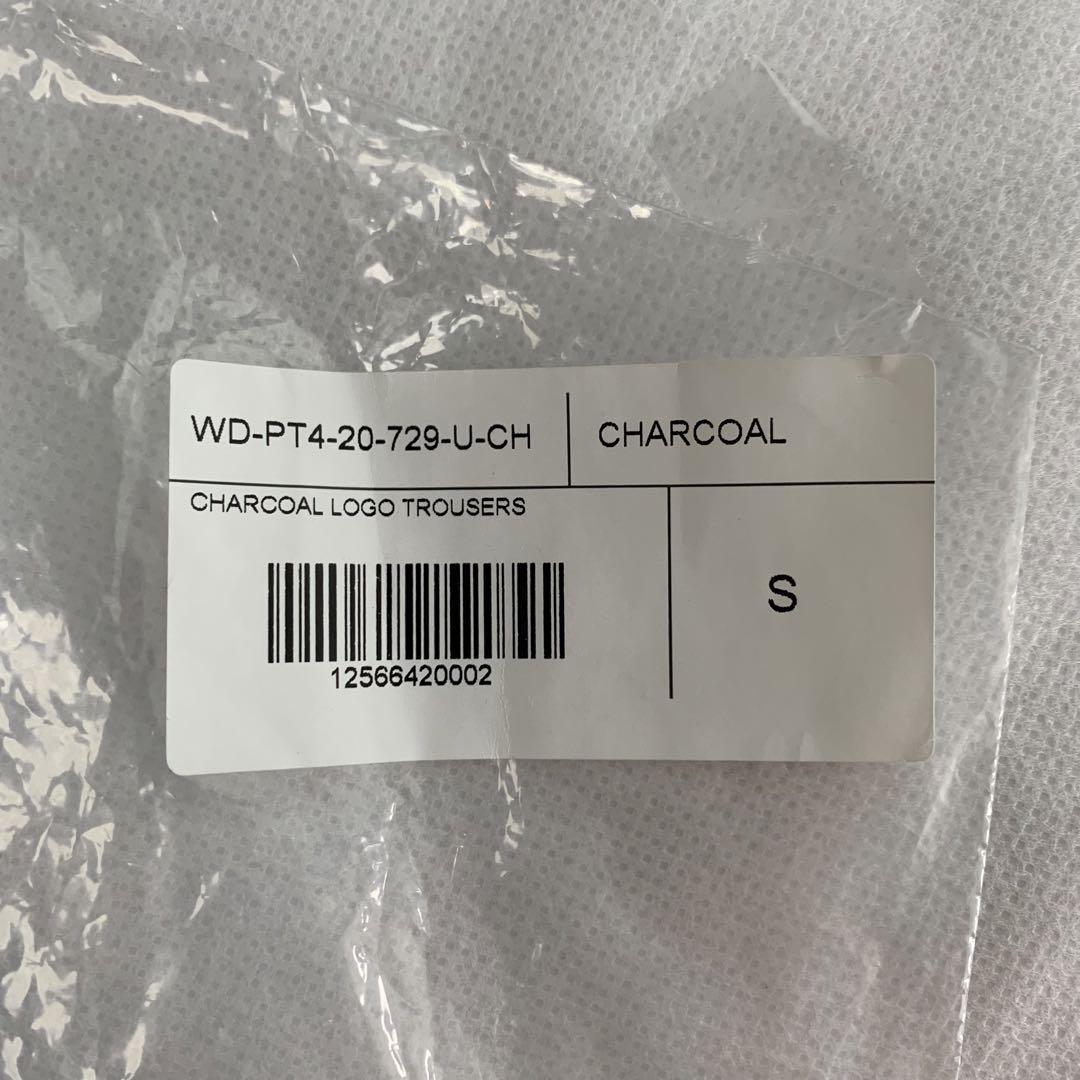 WD-PT4-20-729-U-CH
CHARCOAL
CHARCOAL LOGO TROUSERS
12566420002
S